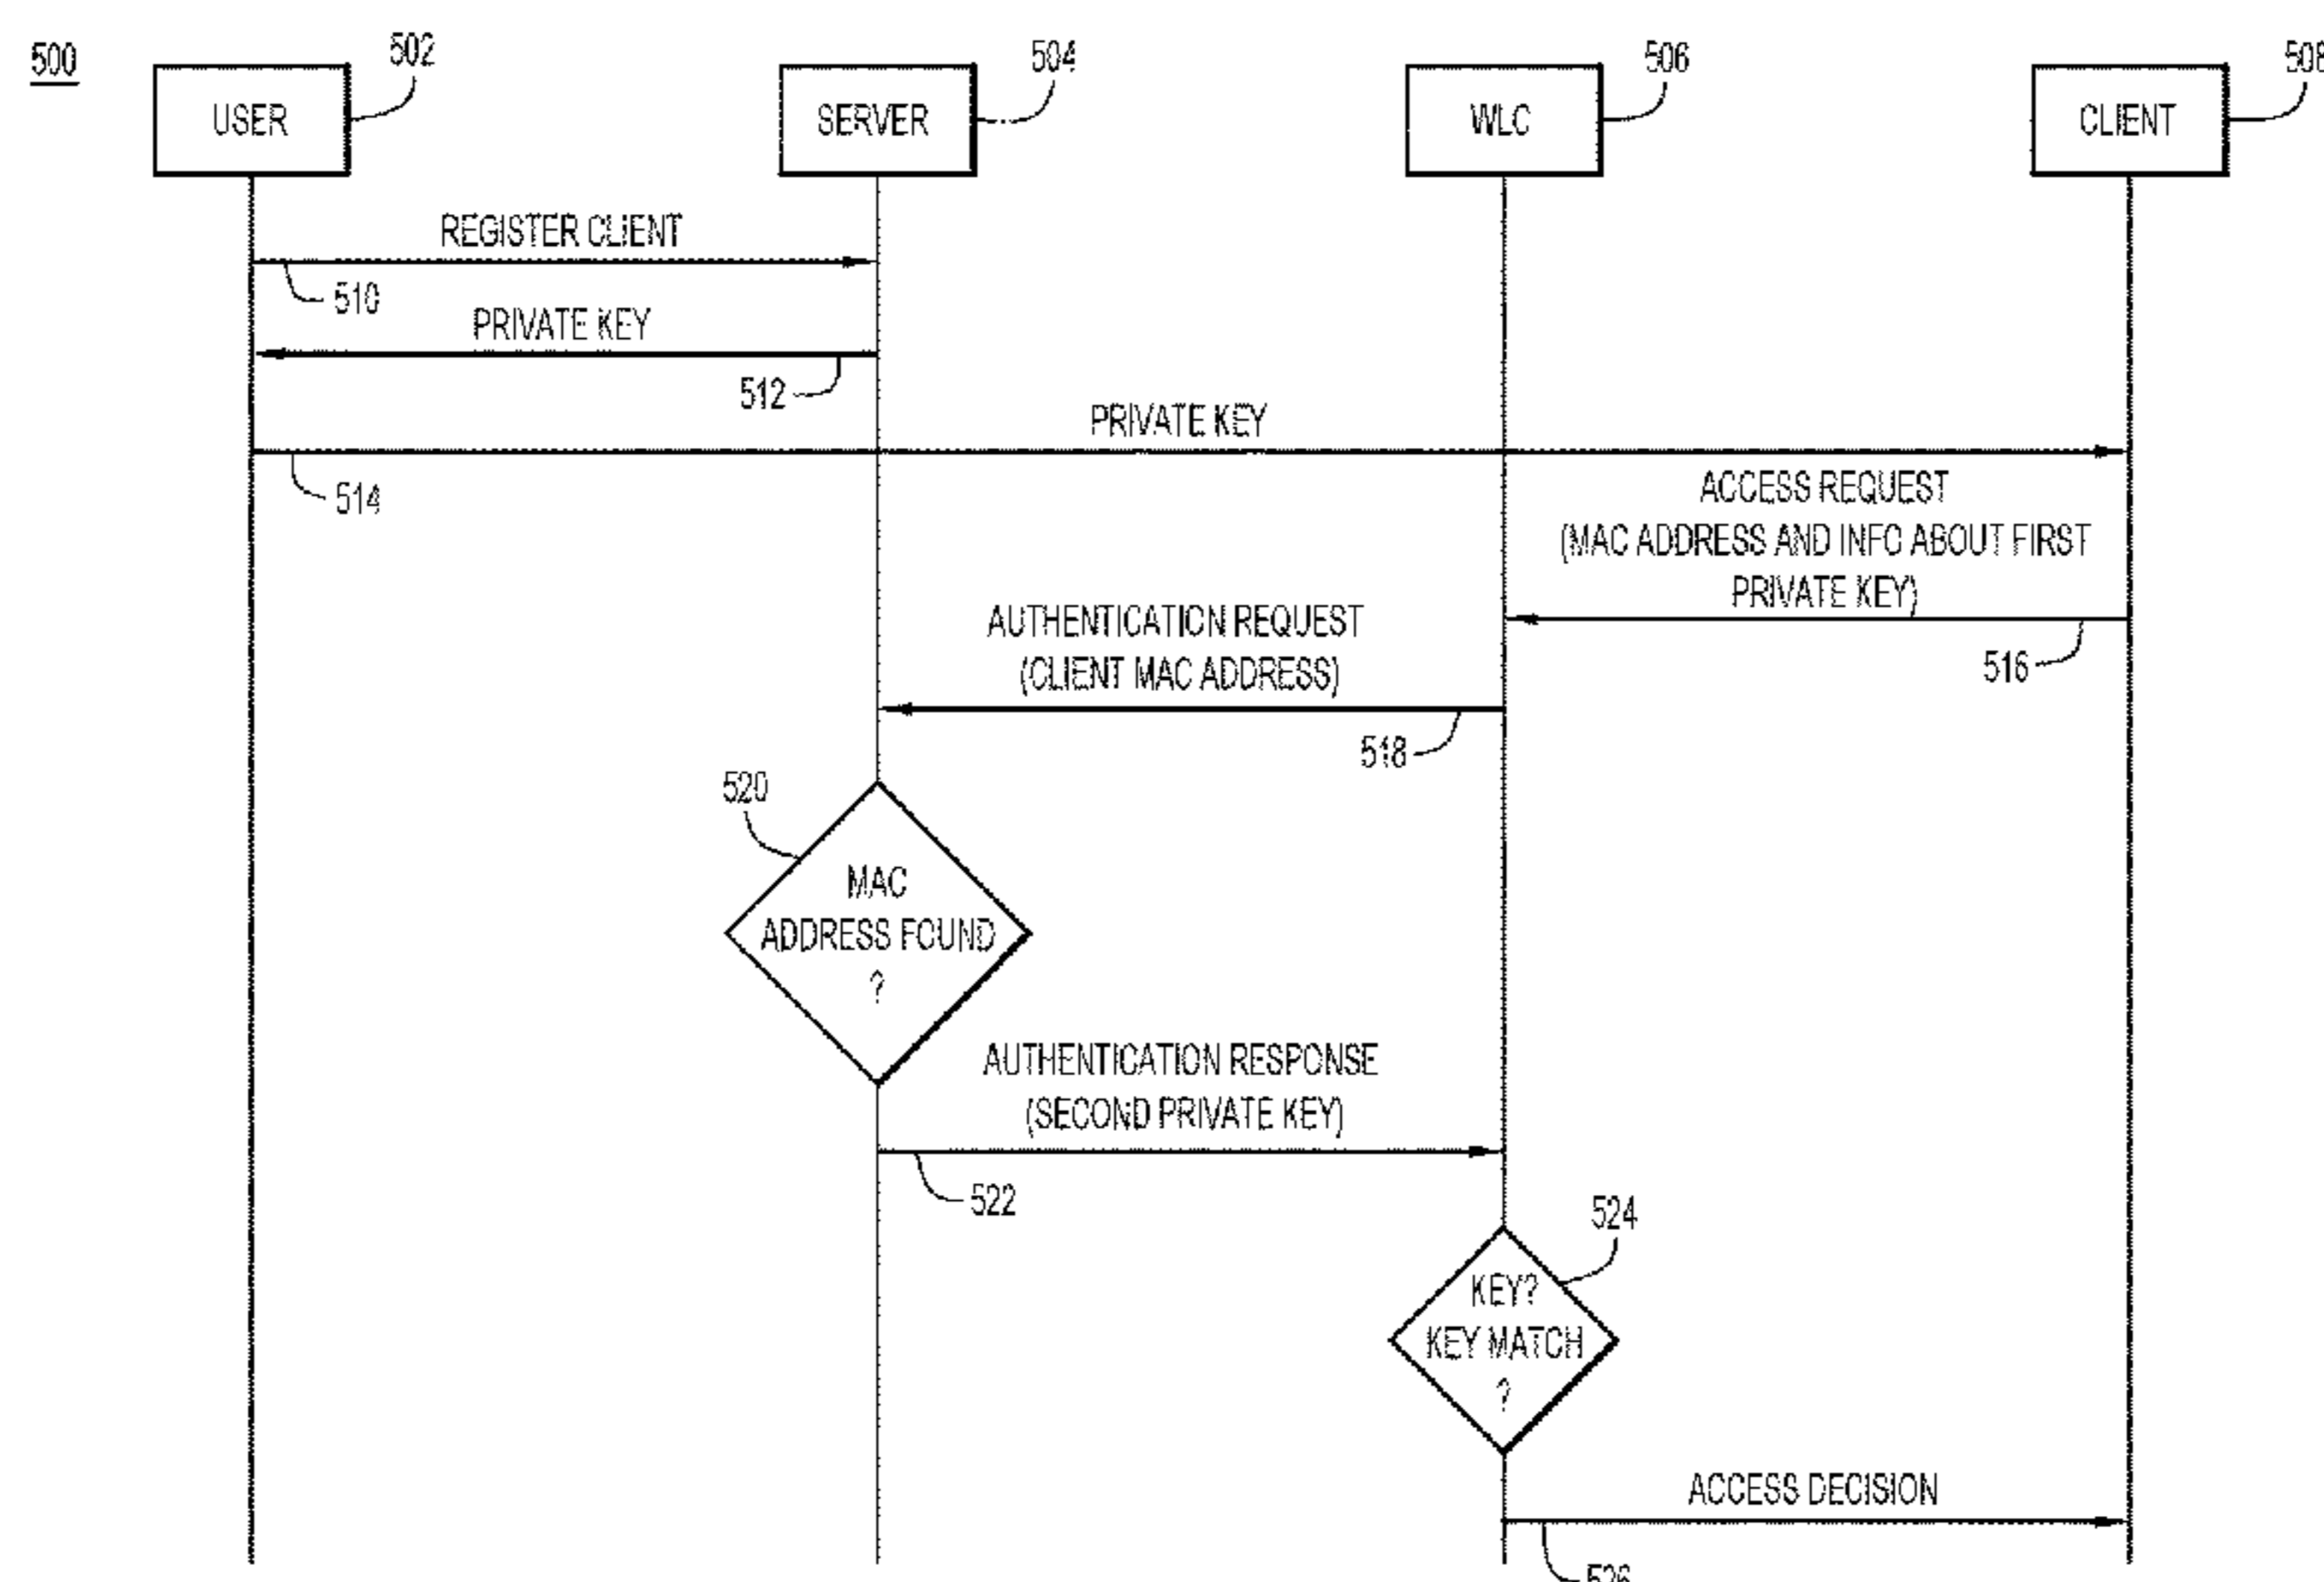 500
502
504
506
508
USER
SERVER
WLC
CLIENT
REGISTER CLIENT
510
PRIVATE KEY
512
PRIVATE KEY
514
ACCESS REQUEST
(MAC ADDRESS AND INFO ABOUT FIRST
PRIVATE KEY)
516
AUTHENTICATION REQUEST
(CLIENT MAC ADDRESS)
518
520
MAC
ADDRESS FOUND
?
AUTHENTICATION RESPONSE
(SECOND PRIVATE KEY)
522
524
KEY?
KEY MATCH
?
ACCESS DECISION
526